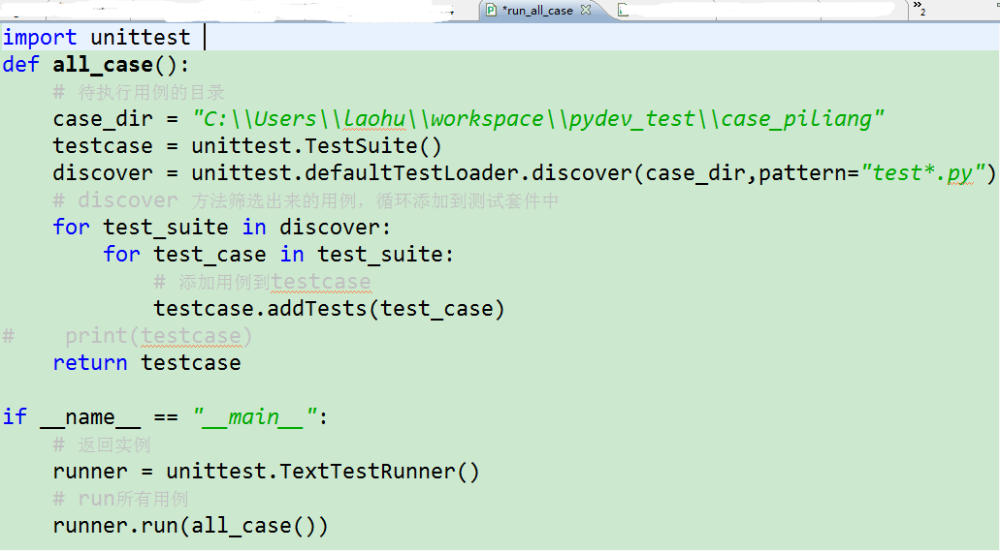 *run_all_case
2
import unittest
def all_case():
    # 待执行用例的目录
    case_dir = "C:\\Users\\laohu\\workspace\\pydev_test\\case_piliang"
    testcase = unittest.TestSuite()
    discover = unittest.defaultTestLoader.discover(case_dir,pattern="test*.py")
    # discover 方法筛选出来的用例，循环添加到测试套件中
    for test_suite in discover:
        for test_case in test_suite:
            # 添加用例到testcase
            testcase.addTests(test_case)
#    print(testcase)
    return testcase

if __name__ == "__main__":
    # 返回实例
    runner = unittest.TextTestRunner()
    # run所有用例
    runner.run(all_case())